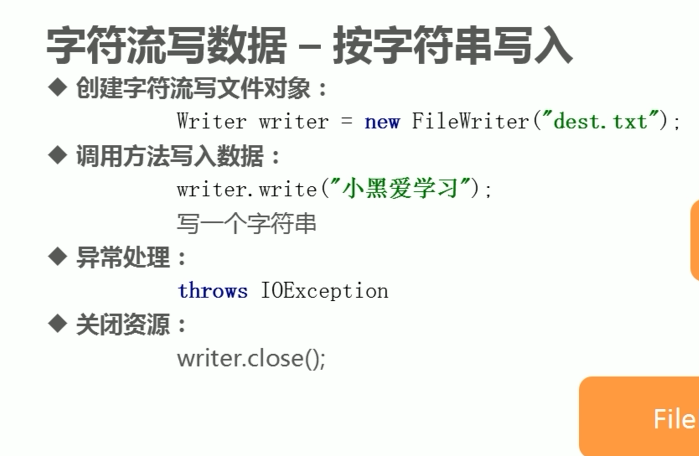 字符流写数据 – 按字符串写入
◆ 创建字符流写文件对象：
Writer writer = new FileWriter("dest.txt");
◆ 调用方法写入数据：
writer.write("小黑爱学习");
写一个字符串
◆ 异常处理：
throws IOException
◆ 关闭资源：
writer.close();
File